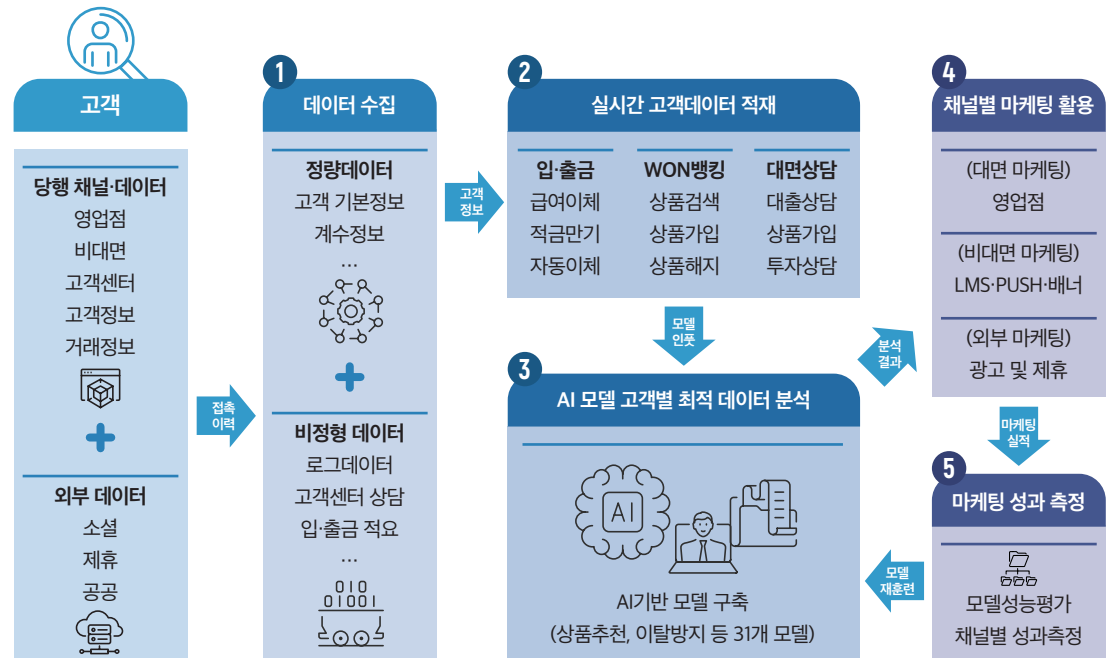 고객
당행 채널·데이터
영업점
비대면
고객센터
고객정보
거래정보
외부 데이터
소셜
제휴
공공
접촉
이력
1
데이터 수집
정량데이터
고객 기본정보
계수정보
...
비정형 데이터
로그데이터
고객센터 상담
입·출금 적요
...
010
01001
고객
정보
2
실시간 고객데이터 적재
입·출금
급여이체
적금만기
자동이체
WON뱅킹
상품검색
상품가입
상품해지
대면상담
대출상담
상품가입
투자상담
모델
인풋
3
AI 모델 고객별 최적 데이터 분석
AI
AI기반 모델 구축
(상품추천, 이탈방지 등 31개 모델)
분석
결과
4
채널별 마케팅 활용
(대면 마케팅)
영업점
(비대면 마케팅)
LMS·PUSH·배너
(외부 마케팅)
광고 및 제휴
마케팅
실적
5
마케팅 성과 측정
모델성능평가
채널별 성과측정
모델
재훈련